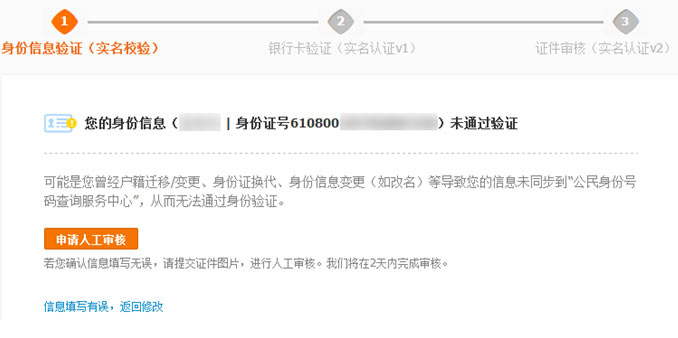 1
2
3
身份信息验证（实名校验）
银行卡验证（实名认证v1）
证件审核（实名认证v2）
您的身份信息（ | 身份证号610800 ）未通过验证
可能是您曾经户籍迁移/变更、身份证换代、身份信息变更（如改名）等导致您的信息未同步到“公民身份号
码查询服务中心”，从而无法通过身份验证。
申请人工审核
若您确认信息填写无误，请提交证件图片，进行人工审核。我们将在2天内完成审核。
信息填写有误，返回修改